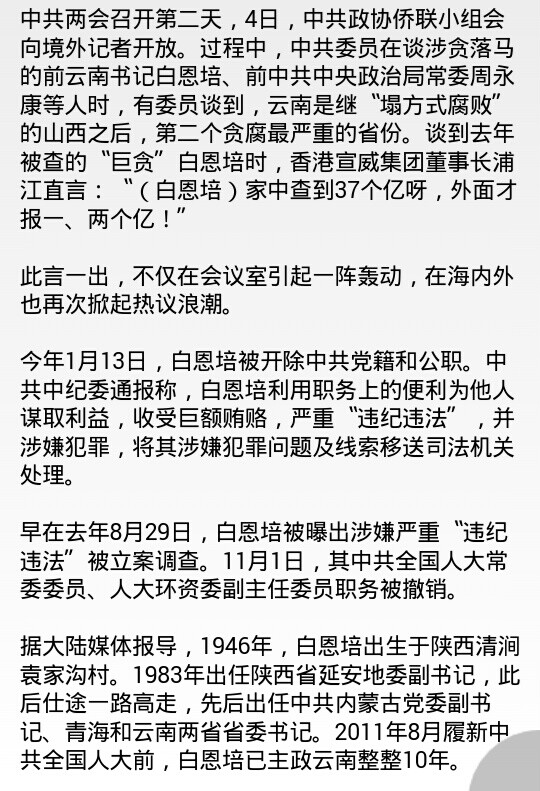 中共两会召开第二天，4日，中共政协侨联小组会
向境外记者开放。过程中，中共委员在谈涉贪落马
的前云南书记白恩培、前中共中央政治局常委周永
康等人时，有委员谈到，云南是继“塌方式腐败”
的山西之后，第二个贪腐最严重的省份。谈到去年
被查的“巨贪”白恩培时，香港宣威集团董事长浦
江直言：“（白恩培）家中查到37个亿呀，外面才
报一、两个亿！”
此言一出，不仅在会议室引起一阵轰动，在海内外
也再次掀起热议浪潮。
今年1月13日，白恩培被开除中共党籍和公职。中
共中纪委通报称，白恩培利用职务上的便利为他人
谋取利益，收受巨额贿赂，严重“违纪违法”，并
涉嫌犯罪，将其涉嫌犯罪问题及线索移送司法机关
处理。
早在去年8月29日，白恩培被曝出涉嫌严重“违纪
违法”被立案调查。11月1日，其中共全国人大常
委委员、人大环资委副主任委员职务被撤销。
据大陆媒体报导，1946年，白恩培出生于陕西清涧
袁家沟村。1983年出任陕西省延安地委副书记，此
后仕途一路高走，先后出任中共内蒙古党委副书
记、青海和云南两省省委书记。2011年8月履新中
共全国人大前，白恩培已主政云南整整10年。